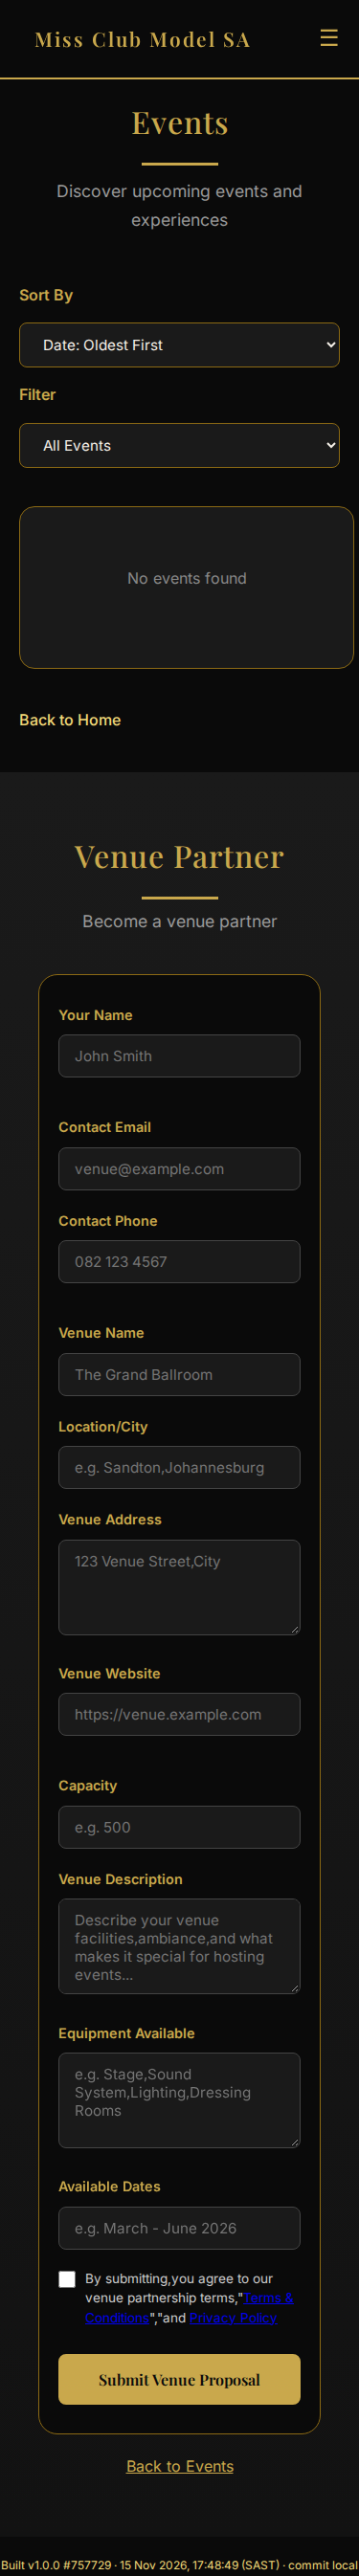 Miss Club Model SA
☰
Events
Discover upcoming events and
experiences
Sort By
Date: Oldest First
Filter
All Events
No events found
Back to Home
Venue Partner
Become a venue partner
Your Name
John Smith
Contact Email
venue@example.com
Contact Phone
082 123 4567
Venue Name
The Grand Ballroom
Location/City
e.g. Sandton,Johannesburg
Venue Address
123 Venue Street,City
Venue Website
https://venue.example.com
Capacity
e.g. 500
Venue Description
Describe your venue
facilities,ambiance,and what
makes it special for hosting
events...
Equipment Available
e.g. Stage,Sound
System,Lighting,Dressing
Rooms
Available Dates
e.g. March - June 2026
By submitting,you agree to our
venue partnership terms,"Terms &
Conditions","and Privacy Policy
Submit Venue Proposal
Back to Events
Built v1.0.0 #757729 · 15 Nov 2026, 17:48:49 (SAST) · commit local